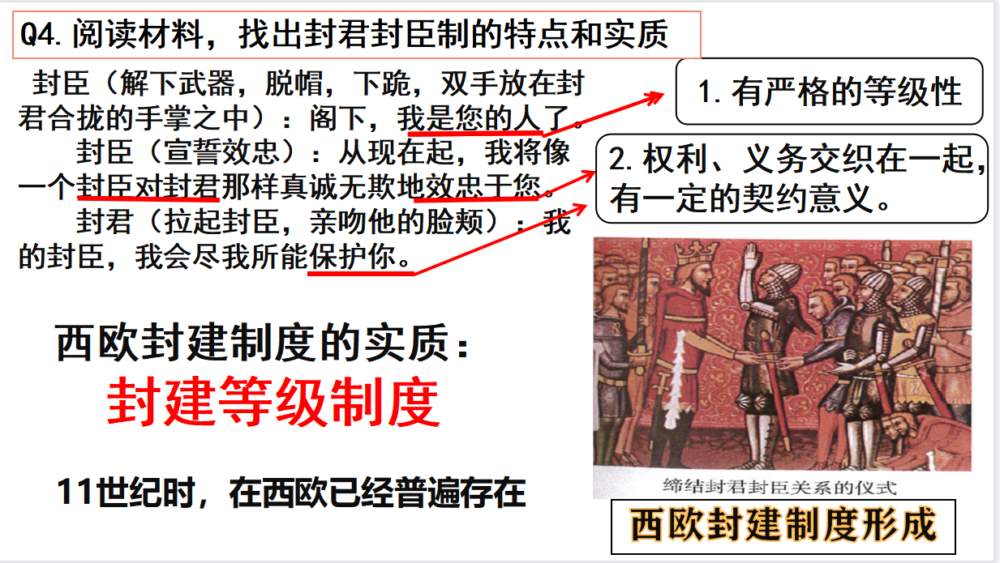 Q4. 阅读材料，找出封君封臣制的特点和实质
封臣（解下武器，脱帽，下跪，双手放在封
君合拢的手掌之中）：阁下，我是您的人了。
封臣（宣誓效忠）：从现在起，我将像
一个封臣对封君那样真诚无欺地效忠于您。
封君（拉起封臣，亲吻他的脸颊）：我
的封臣，我会尽我所能保护你。
1. 有严格的等级性
2. 权利、义务交织在一起，
有一定的契约意义。
西欧封建制度的实质：
封建等级制度
11世纪时，在西欧已经普遍存在
缔结封君封臣关系的仪式
西欧封建制度形成